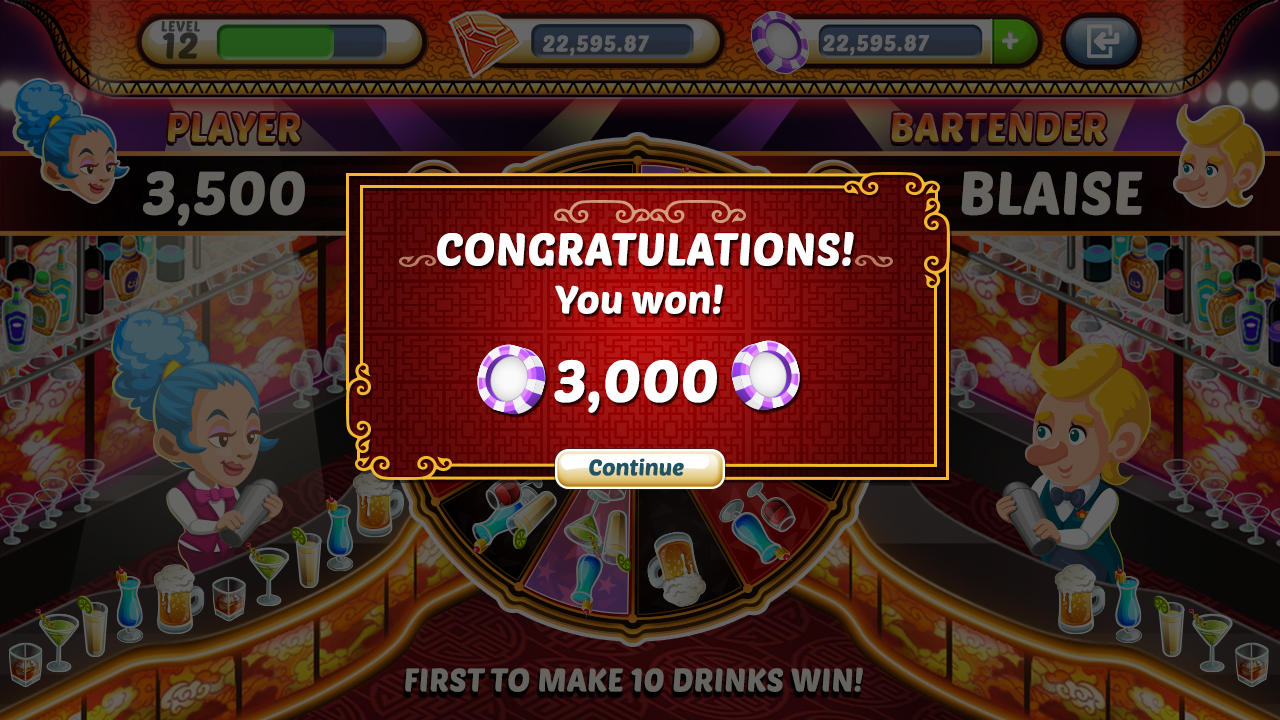 LEVEL
12
22,595.87
22,595.87
+
PLAYER
BARTENDER
3,500
BLAISE
CONGRATULATIONS!
You won!
3,000
Continue
FIRST TO MAKE 10 DRINKS WIN!